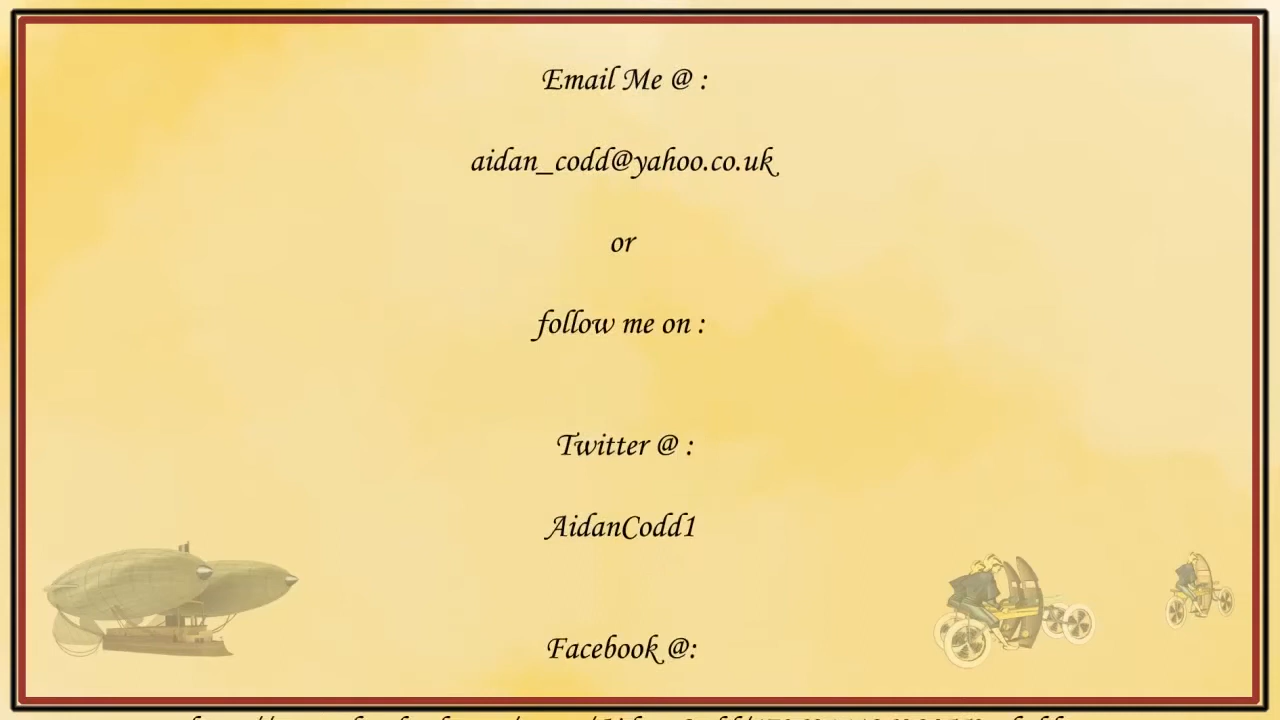 Email Me @ :
aidan_codd@yahoo.co.uk
or
follow me on :
Twitter @ :
AidanCodd1
Facebook @: